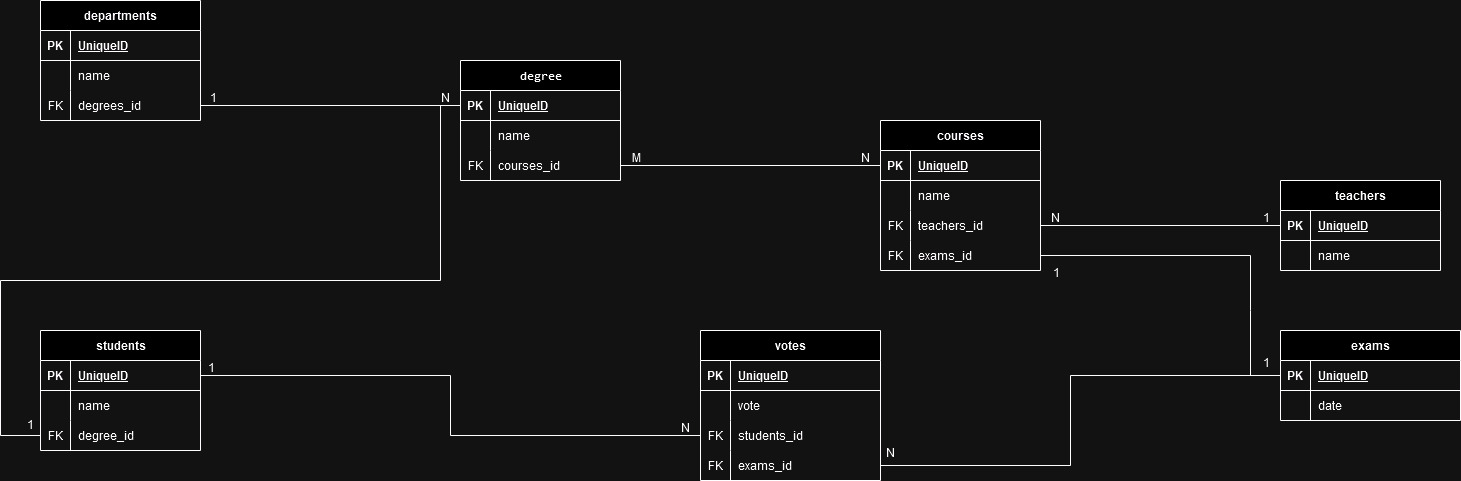 departments
PK UniqueID
name
FK degrees_id
1
N
degree
PK UniqueID
name
FK courses_id
M
N
courses
PK UniqueID
name
FK teachers_id
FK exams_id
N
1
1
teachers
PK UniqueID
name
students
PK UniqueID
name
FK degree_id
1
1
N
votes
PK UniqueID
vote
FK students_id
FK exams_id
N
1
exams
PK UniqueID
date